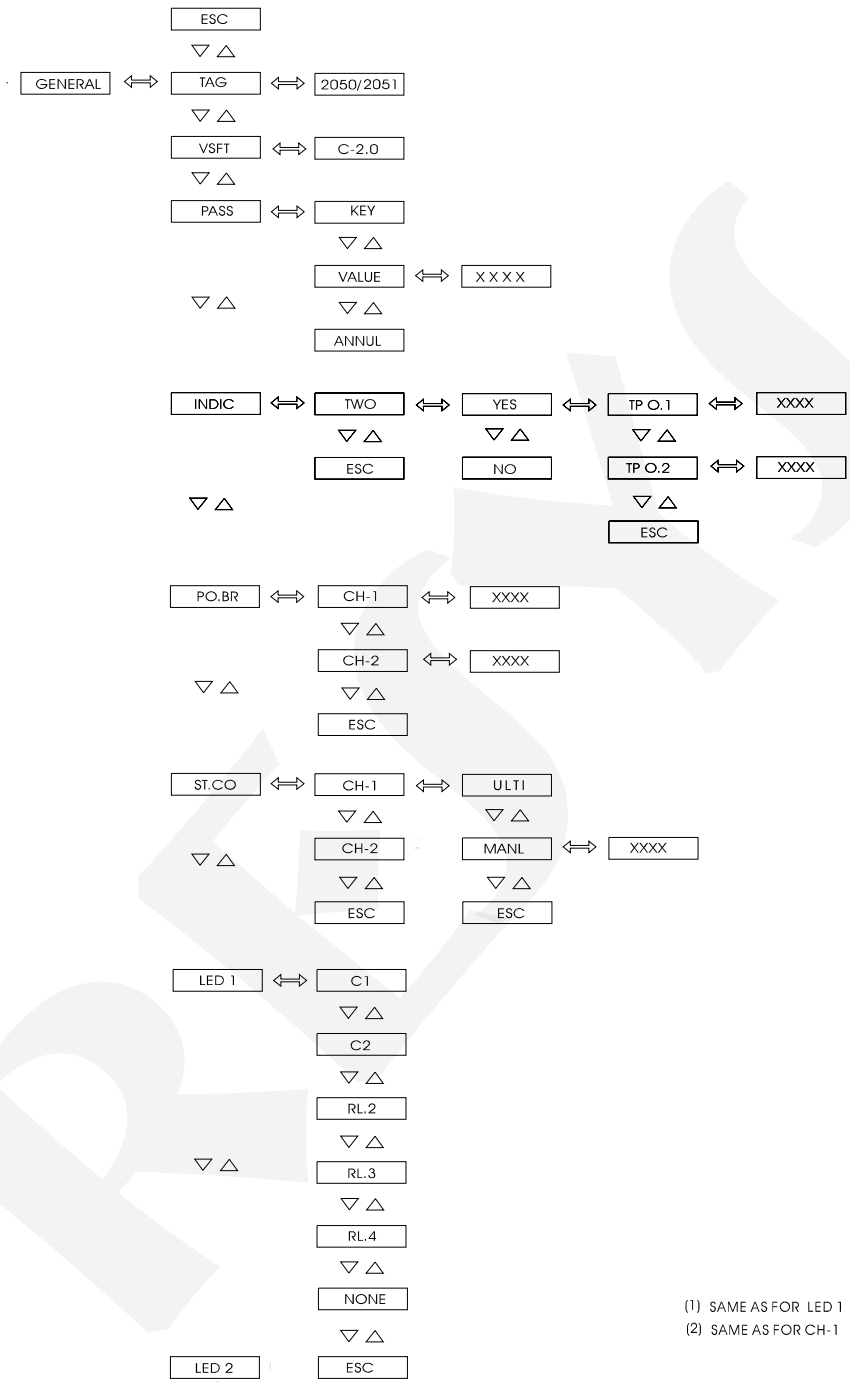 ESC
GENERAL TAG 2050/2051
VSFT C-2.0
PASS KEY
VALUE X X X X
ANNUL
INDIC TWO YES TP O.1 XXXX
ESC NO TP O.2 XXXX
ESC
PO.BR CH-1 XXXX
CH-2 XXXX
ESC
ST.CO CH-1 ULTI
CH-2 MANL XXXX
ESC ESC
LED 1 C1
C2
RL.2
RL.3
RL.4
NONE
(1) SAME AS FOR LED 1
(2) SAME AS FOR CH-1
LED 2 ESC
RESYS